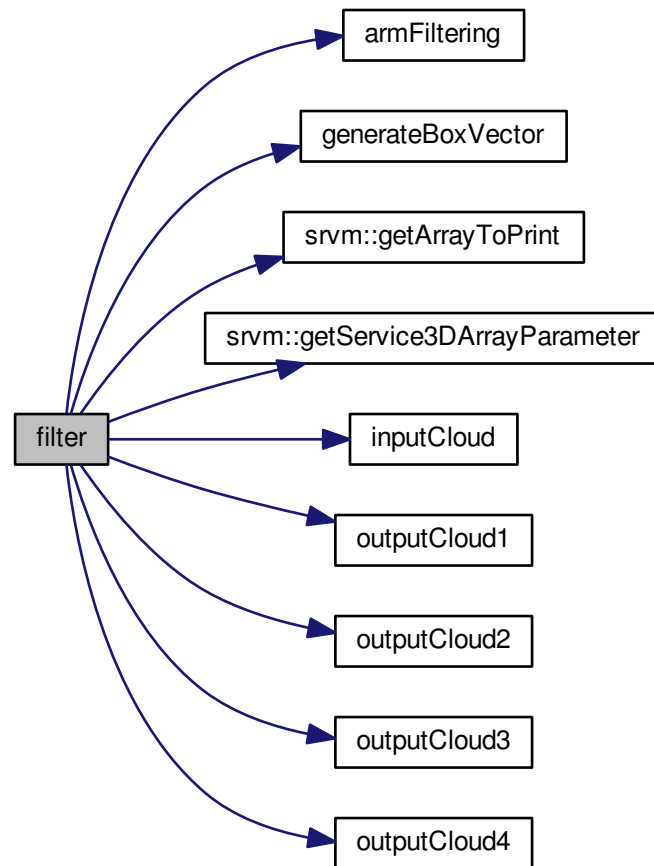 armFiltering
generateBoxVector
srvm::getArrayToPrint
srvm::getService3DArrayParameter
filter
inputCloud
outputCloud1
outputCloud2
outputCloud3
outputCloud4